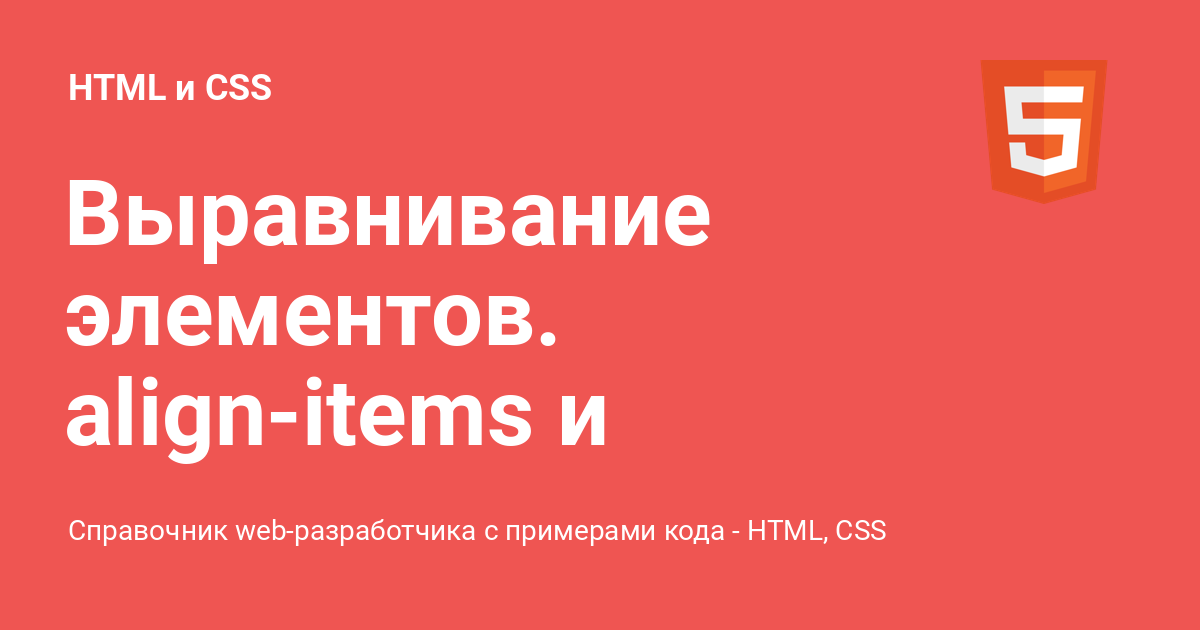 HTML и CSS
Выравнивание
элементов.
align-items и
Справочник web-разработчика с примерами кода - HTML, CSS